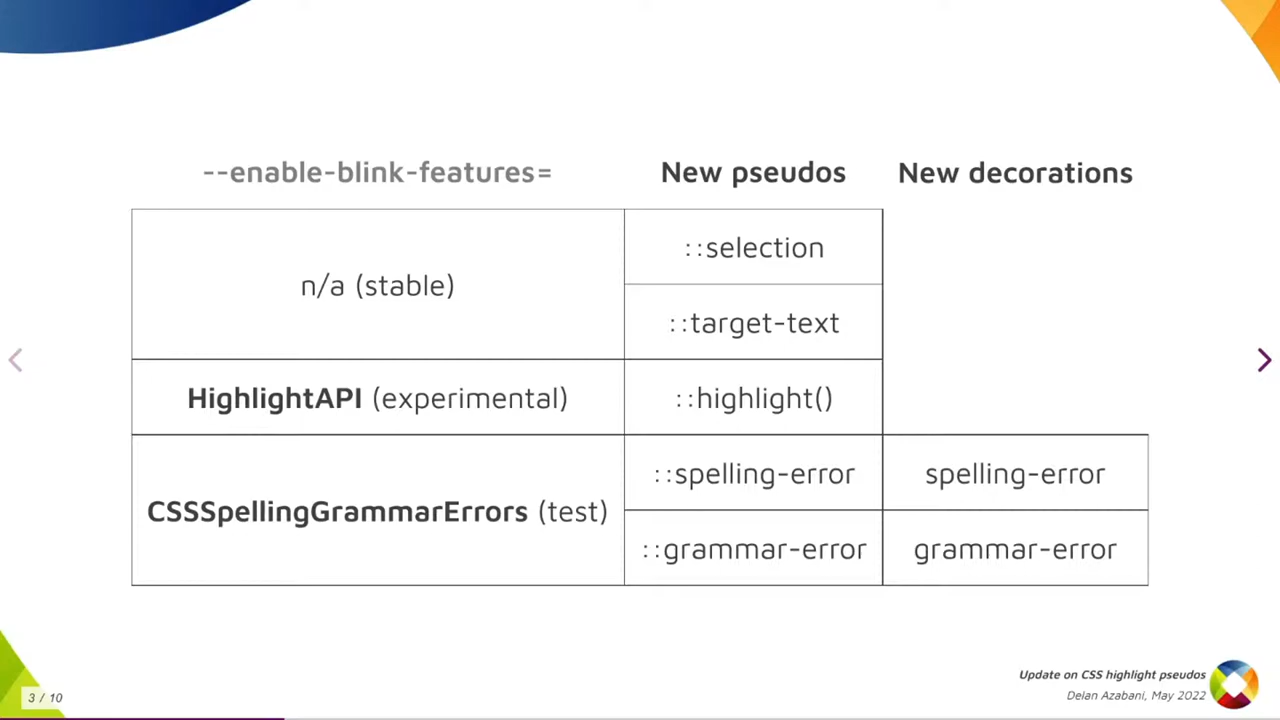 --enable-blink-features=
New pseudos
New decorations
n/a (stable)
::selection
::target-text
HighlightAPI (experimental)
::highlight()
CSSSpellingGrammarErrors (test)
::spelling-error
spelling-error
::grammar-error
grammar-error
Update on CSS highlight pseudos
Delan Azabani, May 2022
3 / 10